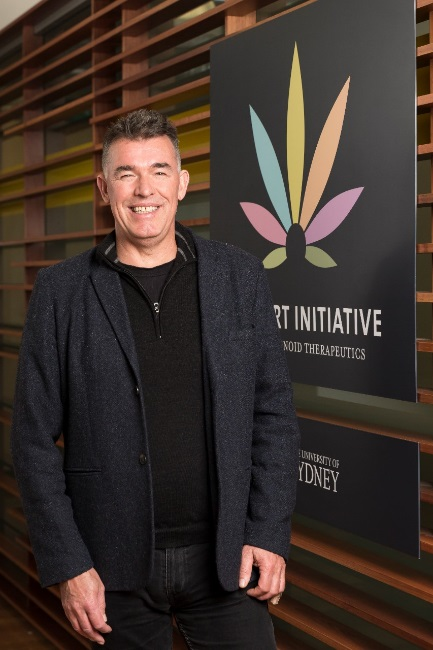 RT INITIATIVE
NOID THERAPEUTICS
UNIVERSITY OF
YDNEY